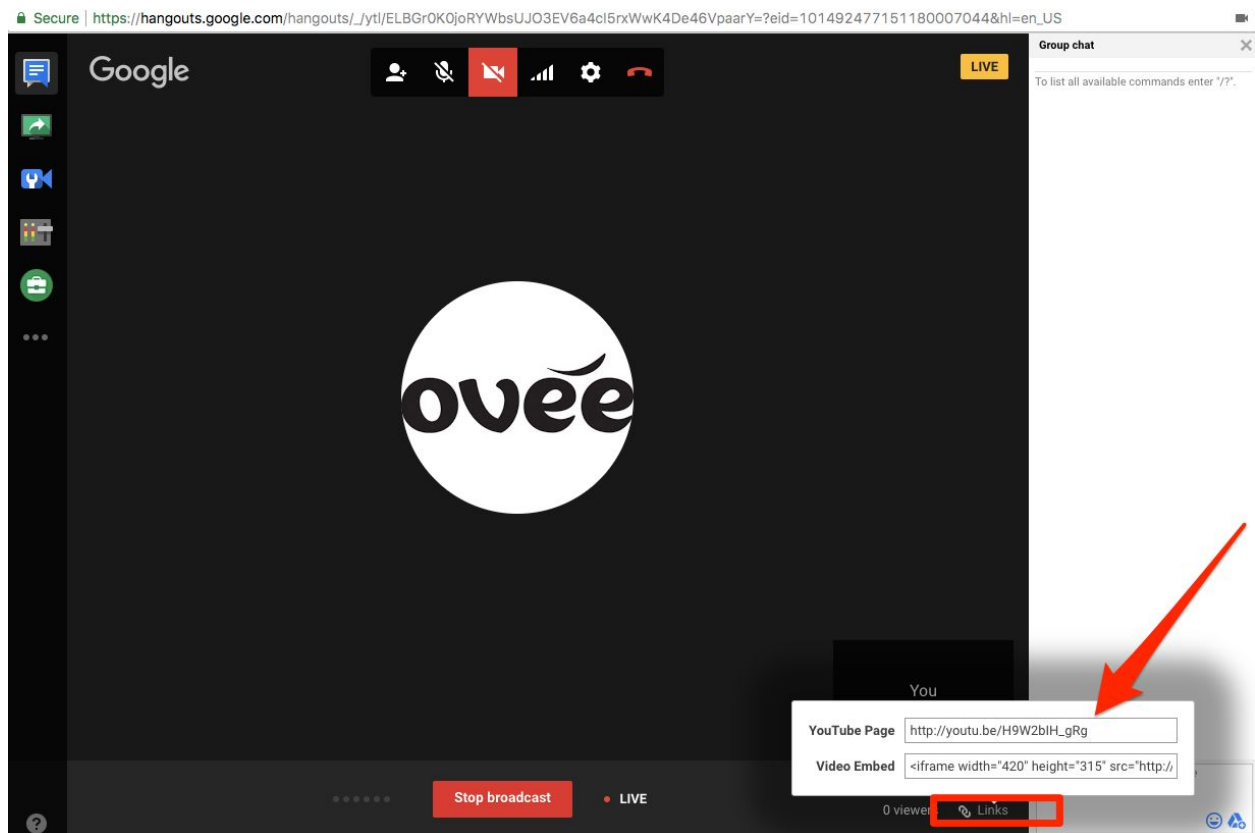 Secure | https://hangouts.google.com/hangouts/_/ytl/ELBGr0K0joRYWbsUJO3EV6a4cI5rxWwK4De46VpaarY=?eid=101492477151180007044&hl=en_US
Google
LIVE
Group chat
To list all available commands enter "/?".
ovee
You
YouTube Page http://youtu.be/H9W2bIH_gRg
Video Embed <iframe width="420" height="315" src="http:/
Stop broadcast
LIVE
0 viewers
Links